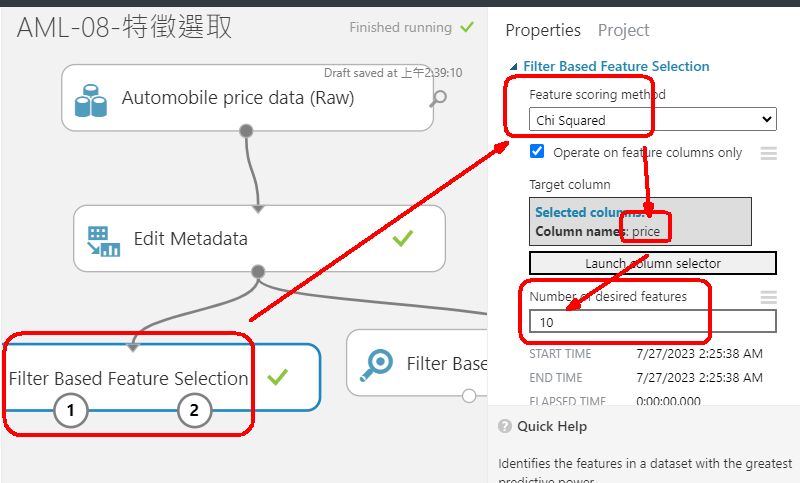 AML-08-特徵選取
Finished running
Draft saved at 上午2:39:10
Automobile price data (Raw)
Edit Metadata
Filter Based Feature Selection
1
2
Filter Base
Properties
Project
Filter Based Feature Selection
Feature scoring method
Chi Squared
Operate on feature columns only
Target column
Selected columns:
Column names: price
Launch column selector
Number of desired features
10
START TIME 7/27/2023 2:25:38 AM
END TIME 7/27/2023 2:25:38 AM
ELAPSED TIME 0:00:00.000
Quick Help
Identifies the features in a dataset with the greatest
predictive power